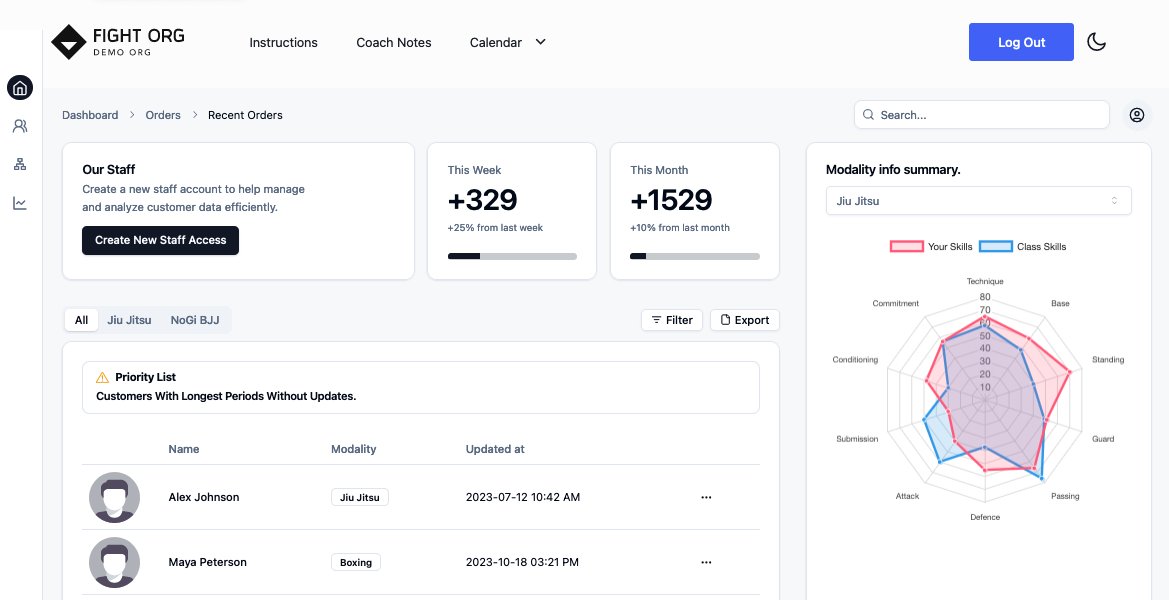 FIGHT ORG
DEMO ORG
Instructions
Coach Notes
Calendar
Log Out
Dashboard
Orders
Recent Orders
Search...
Our Staff
Create a new staff account to help manage
and analyze customer data efficiently.
Create New Staff Access
This Week
+329
+25% from last week
This Month
+1529
+10% from last month
Modality info summary.
Jiu Jitsu
Your Skills
Class Skills
Technique
Base
Standing
Guard
Passing
Defence
Attack
Submission
Conditioning
Commitment
80
70
60
50
40
30
20
10
All
Jiu Jitsu
NoGi BJJ
Filter
Export
Priority List
Customers With Longest Periods Without Updates.
Name
Modality
Updated at
Alex Johnson
Jiu Jitsu
2023-07-12 10:42 AM
...
Maya Peterson
Boxing
2023-10-18 03:21 PM
...